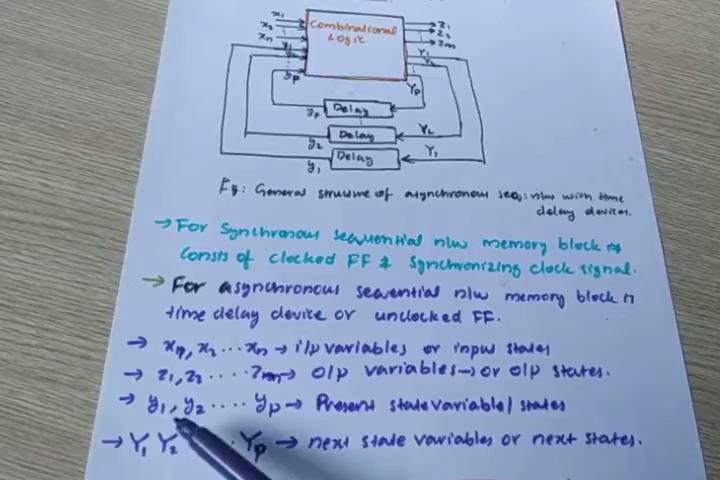 x1
x2
xn
y1
y2
yp
Combinational
Logic
z1
z2
zm
Y1
Y2
Yp
yp Delay
y2 Delay Y2
y1 Delay Y1
Fig: General structure of asynchronous seq. n/w with time
delay devices.
→ For synchronous sequential n/w memory block is
consis of clocked FF & synchronizing clock signal.
→ For asynchronous sequential n/w memory block is
time delay device or unclocked FF.
→ x1, x2 ... xn → i/p variables or input states
→ z1, z2 .... zm → o/p variables → or o/p states.
→ y1, y2 .... yp → Present state variable / states
→ Y1 Y2 .. Yp → next state variables or next states.